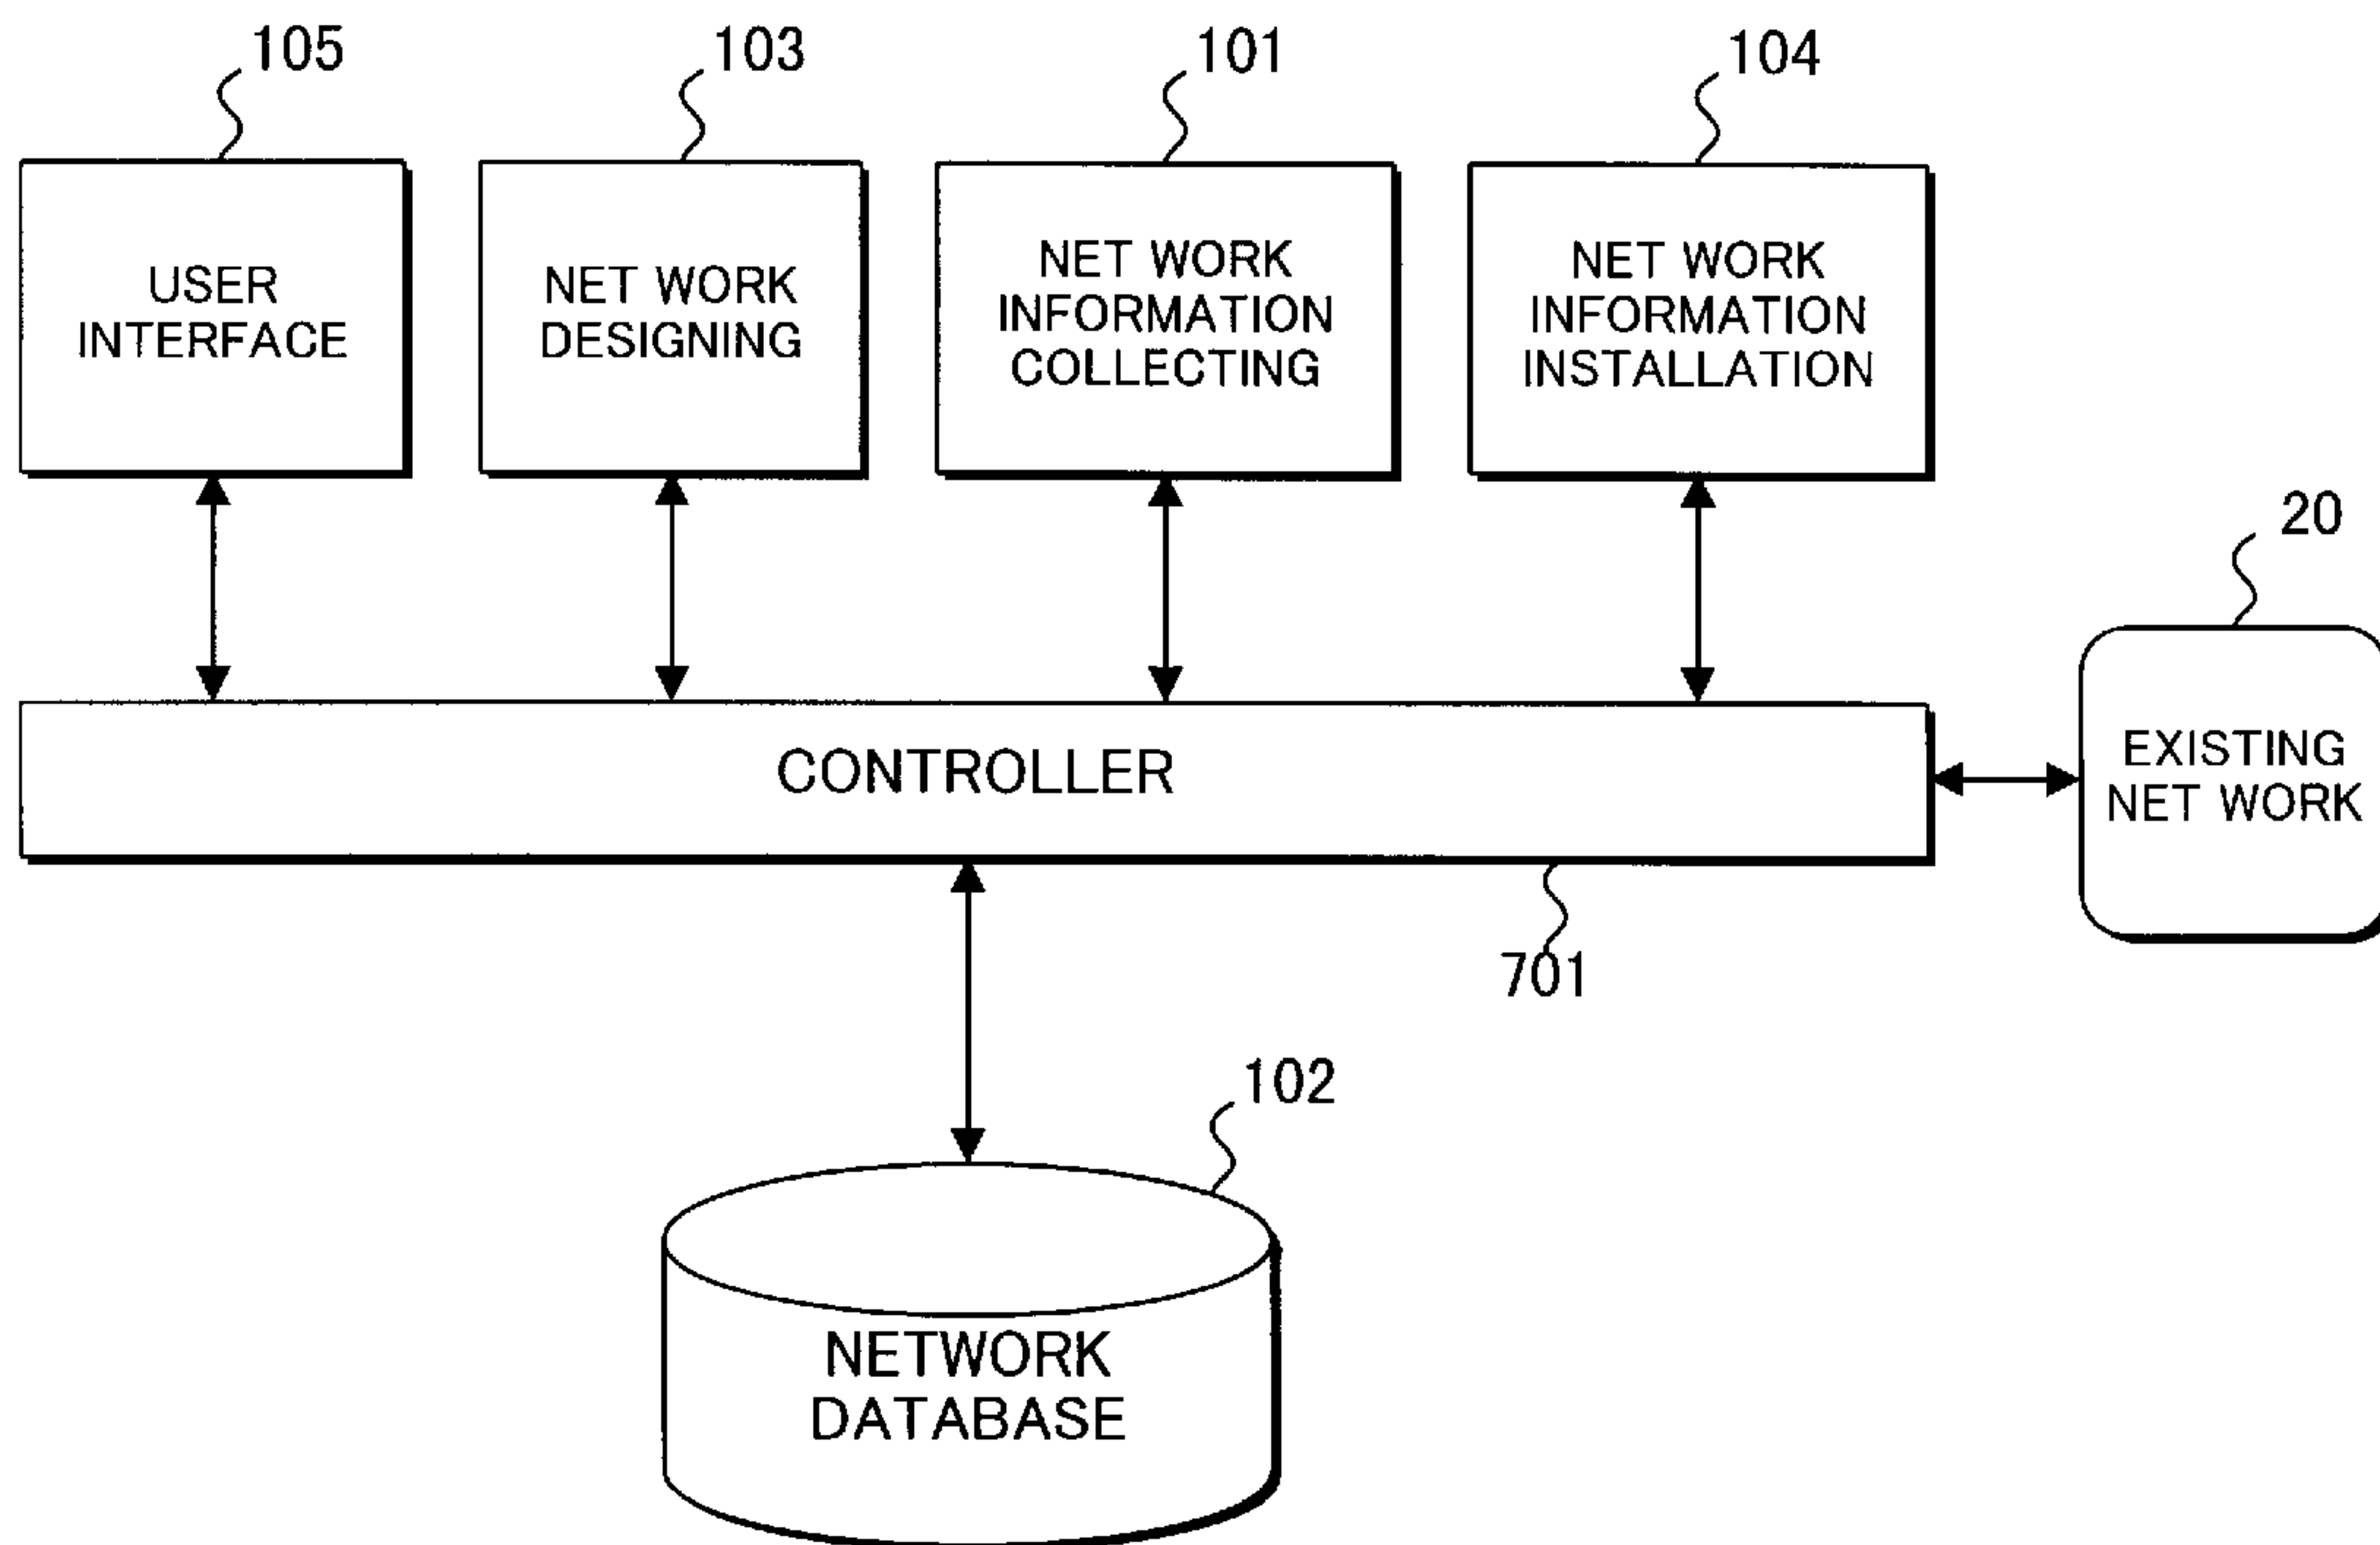 105
103
101
104
USER
INTERFACE
NET WORK
DESIGNING
NET WORK
INFORMATION
COLLECTING
NET WORK
INFORMATION
INSTALLATION
20
CONTROLLER
EXISTING
NET WORK
701
102
NETWORK
DATABASE